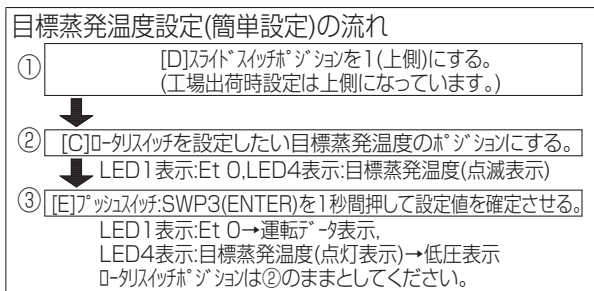 目標蒸発温度設定(簡単設定)の流れ
① [D]ｽﾗｲﾄﾞｽｲｯﾁﾎﾟｼﾞｼｮﾝを1(上側)にする。
(工場出荷時設定は上側になっています。)
② [C]ﾛｰﾀﾘｽｲｯﾁを設定したい目標蒸発温度のﾎﾟｼﾞｼｮﾝにする。
LED1表示:Et 0,LED4表示:目標蒸発温度(点滅表示)
③ [E]ﾌﾟｯｼｭｽｲｯﾁ:SWP3(ENTER)を1秒間押して設定値を確定させる。
LED1表示:Et 0→運転ﾃﾞｰﾀ表示,
LED4表示:目標蒸発温度(点灯表示)→低圧表示
ﾛｰﾀﾘｽｲｯﾁﾎﾟｼﾞｼｮﾝは②のままとしてください。